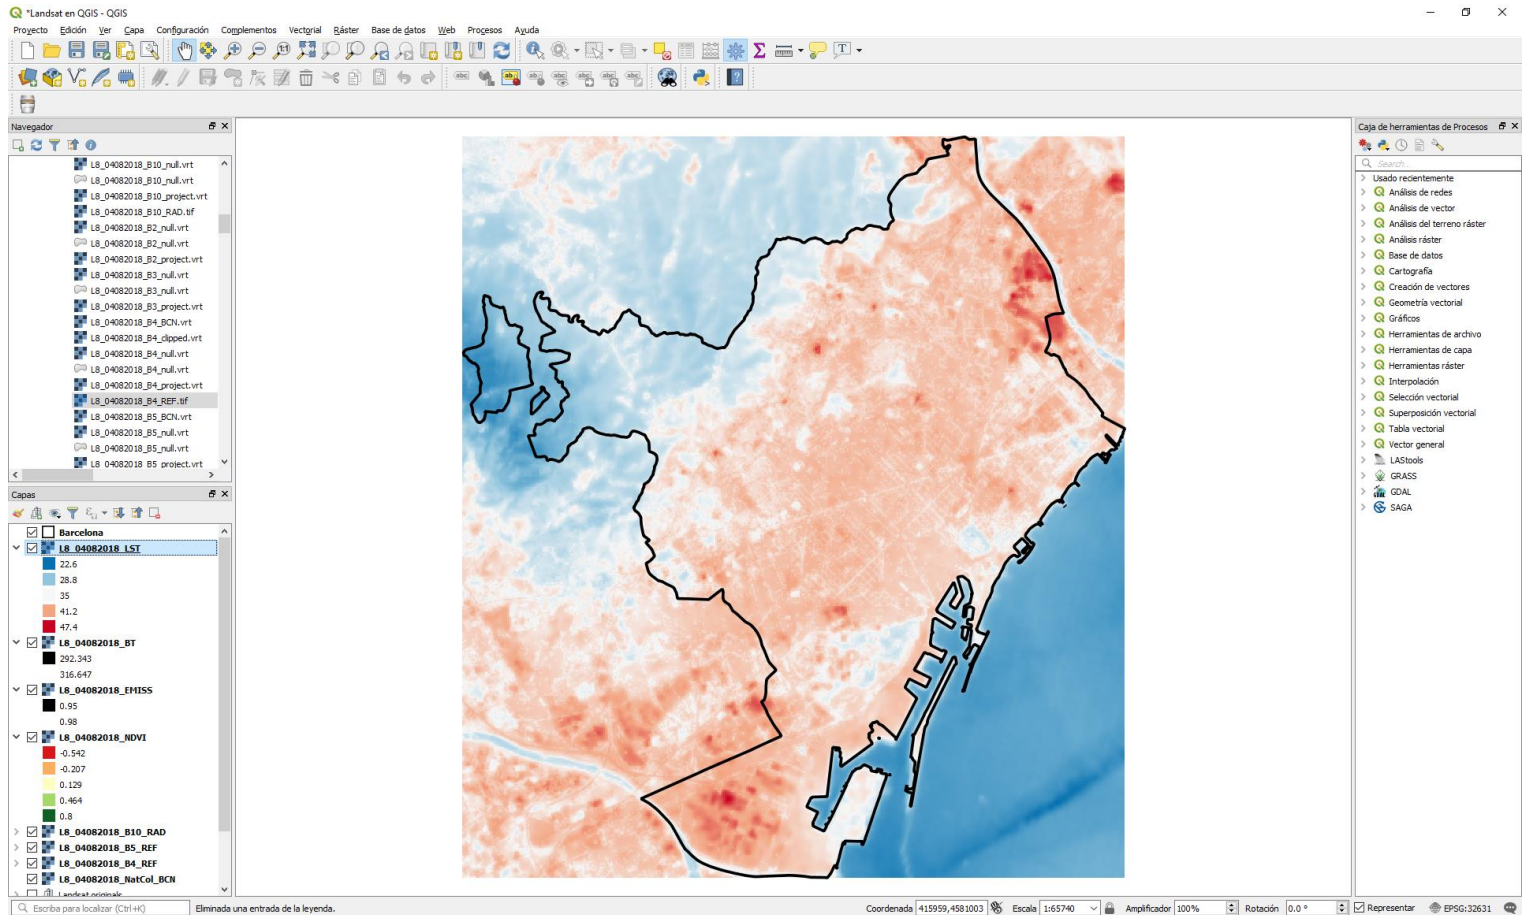 *Landsat en QGIS - QGIS
Proyecto Edición Ver Capa Configuración Complementos Vectorial Ráster Base de datos Web Procesos Ayuda
Navegador
L8_04082018_B10_null.vrt
L8_04082018_B10_null.vrt
L8_04082018_B10_project.vrt
L8_04082018_B10_RAD.tif
L8_04082018_B2_null.vrt
L8_04082018_B2_null.vrt
L8_04082018_B2_project.vrt
L8_04082018_B3_null.vrt
L8_04082018_B3_null.vrt
L8_04082018_B3_project.vrt
L8_04082018_B4_BCN.vrt
L8_04082018_B4_clipped.vrt
L8_04082018_B4_null.vrt
L8_04082018_B4_null.vrt
L8_04082018_B4_project.vrt
L8_04082018_B4_REF.tif
L8_04082018_B5_BCN.vrt
L8_04082018_B5_null.vrt
L8_04082018_B5_null.vrt
L8_04082018_B5_project.vrt
Capas
Barcelona
L8_04082018_LST
22.6
28.8
35
41.2
47.4
L8_04082018_BT
292.343
316.647
L8_04082018_EMISS
0.95
0.98
L8_04082018_NDVI
-0.542
-0.207
0.129
0.464
0.8
L8_04082018_B10_RAD
L8_04082018_B5_REF
L8_04082018_B4_REF
L8_04082018_NatCol_BCN
Landsat originals
Caja de herramientas de Procesos
Search...
Usado recientemente
Análisis de redes
Análisis de vector
Análisis del terreno ráster
Análisis ráster
Base de datos
Cartografía
Creación de vectores
Geometría vectorial
Gráficos
Herramientas de archivo
Herramientas de capa
Herramientas ráster
Interpolación
Selección vectorial
Superposición vectorial
Tabla vectorial
Vector general
LAStools
GRASS
GDAL
SAGA
Escriba para localizar (Ctrl+K) Eliminada una entrada de la leyenda. Coordenada 415959,4581003 Escala 1:65740 Amplificador 100% Rotación 0.0 ° Representar EPSG:32631